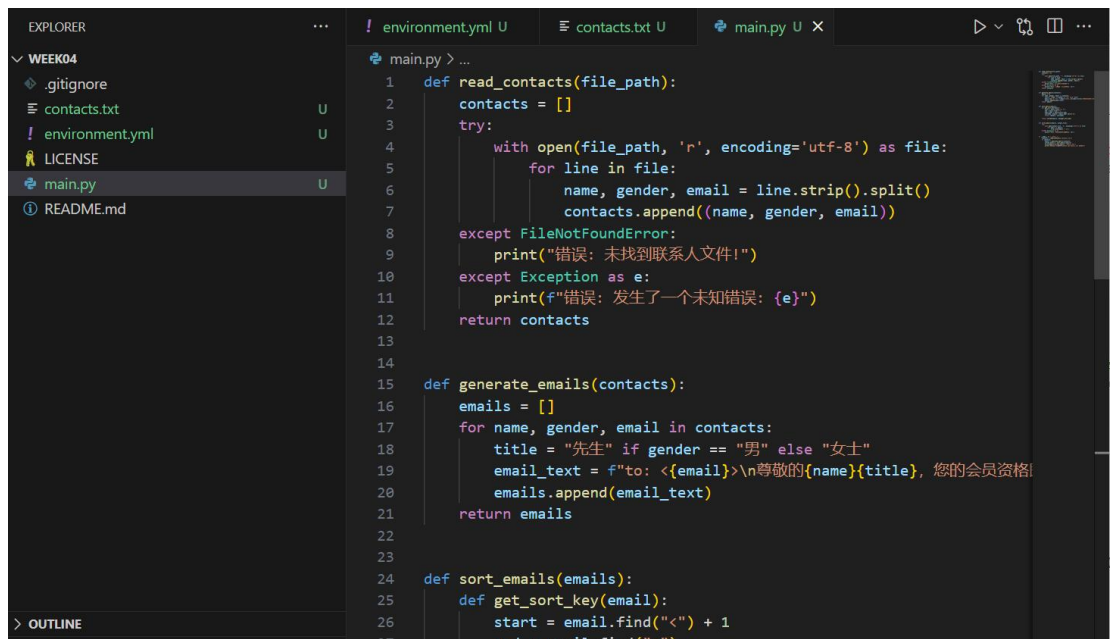 EXPLORER
WEEK04
.gitignore
contacts.txt U
environment.yml U
LICENSE
main.py U
README.md
OUTLINE
! environment.yml U contacts.txt U main.py U
main.py > ...
1 def read_contacts(file_path):
2 contacts = []
3 try:
4 with open(file_path, 'r', encoding='utf-8') as file:
5 for line in file:
6 name, gender, email = line.strip().split()
7 contacts.append((name, gender, email))
8 except FileNotFoundError:
9 print("错误: 未找到联系人文件!")
10 except Exception as e:
11 print(f"错误: 发生了一个未知错误: {e}")
12 return contacts
13
14
15 def generate_emails(contacts):
16 emails = []
17 for name, gender, email in contacts:
18 title = "先生" if gender == "男" else "女士"
19 email_text = f"to: <{email}>\n尊敬的{name}{title}, 您的会员资格
20 emails.append(email_text)
21 return emails
22
23
24 def sort_emails(emails):
25 def get_sort_key(email):
26 start = email.find("<") + 1